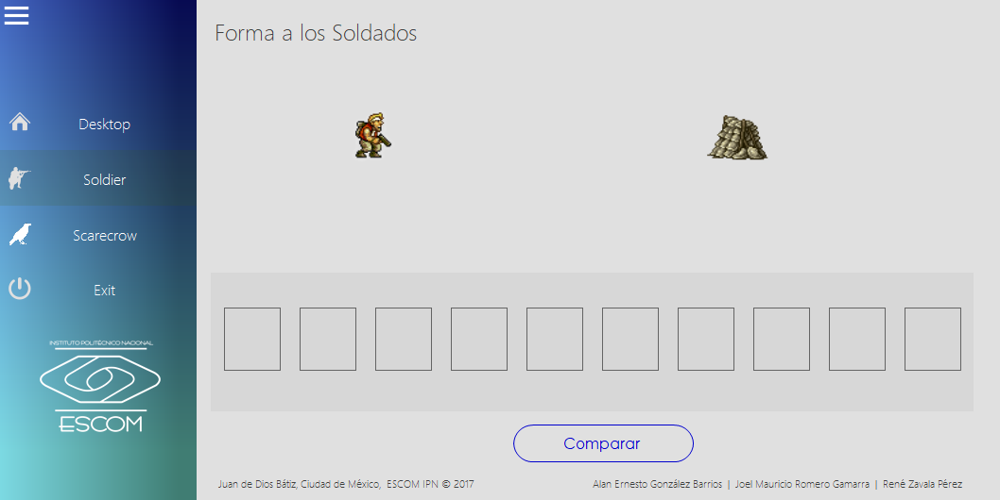 Forma a los Soldados
Desktop
Soldier
Scarecrow
Exit
INSTITUTO POLITÉCNICO NACIONAL
ESCOM
Comparar
Juan de Dios Bátiz, Ciudad de México, ESCOM IPN © 2017
Alan Ernesto González Barrios | Joel Mauricio Romero Gamarra | René Zavala Pérez